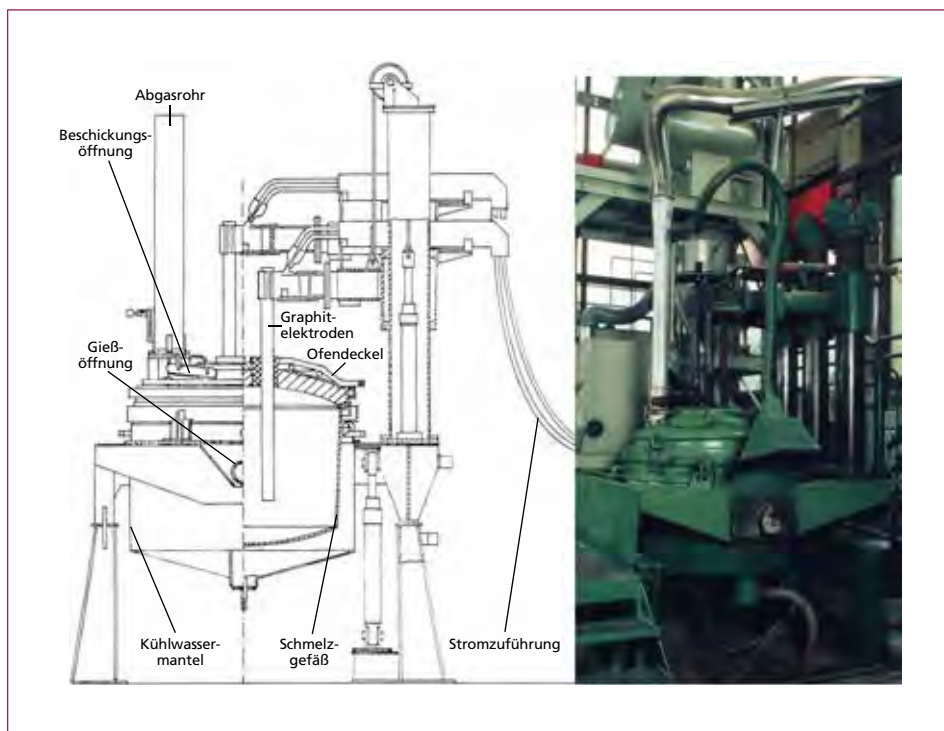 Abgasrohr
Beschickungs-
öffnung
Graphit-
elektroden
Gieß-
öffnung
Ofendeckel
Kühlwasser-
mantel
Schmelz-
gefäß
Stromzuführung